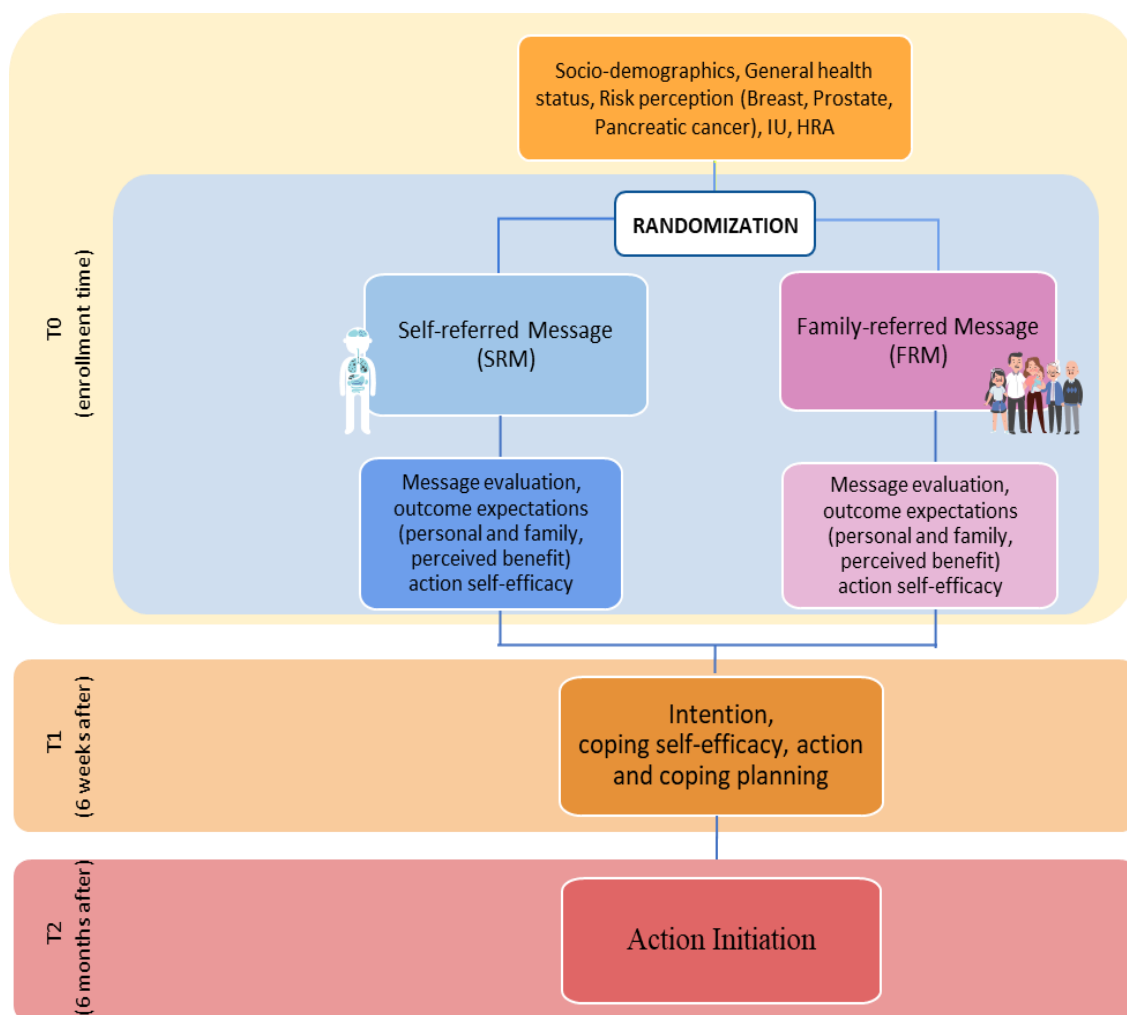 Socio-demographics, General health
status, Risk perception (Breast, Prostate,
Pancreatic cancer), IU, HRA
T0
(enrollment time)
RANDOMIZATION
Self-referred Message
(SRM)
Family-referred Message
(FRM)
Message evaluation,
outcome expectations
(personal and family,
perceived benefit)
action self-efficacy
Message evaluation,
outcome expectations
(personal and family,
perceived benefit)
action self-efficacy
T1
(6 weeks after)
Intention,
coping self-efficacy, action
and coping planning
T2
(6 months after)
Action Initiation